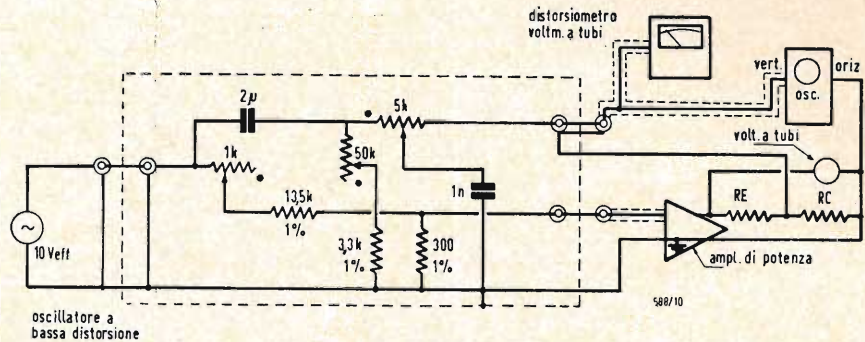 distorsiometro
voltm. a tubi
vert.
oriz
osc.
volt. a tubi
2µ
5k
1k
50k
13,5k
1%
1n
3,3k
1%
300
1%
RE
RC
10 Veff
ampl. di potenza
588/10
oscillatore a
bassa distorsione